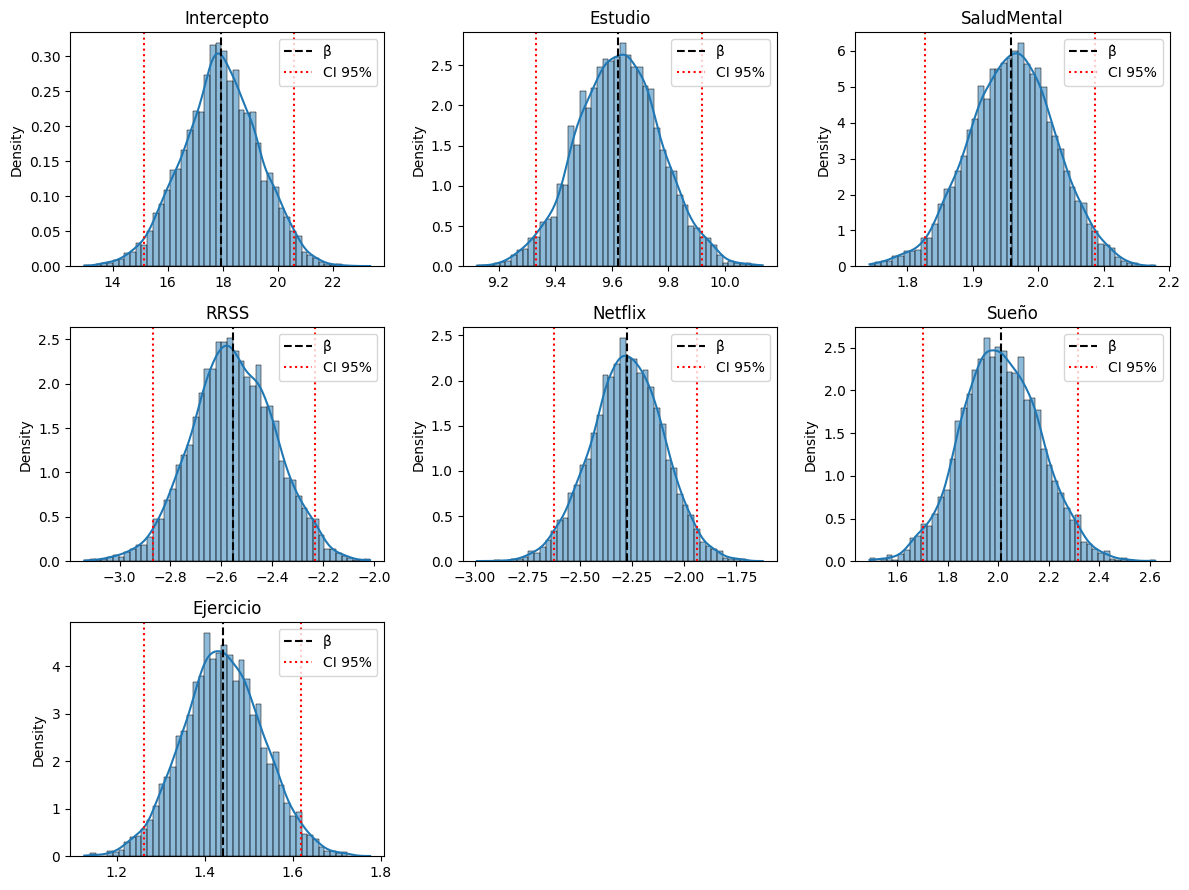 Intercepto
Density
0.30
0.25
0.20
0.15
0.10
0.05
0.00
14 16 18 20 22
β
CI 95%
Estudio
Density
2.5
2.0
1.5
1.0
0.5
0.0
9.2 9.4 9.6 9.8 10.0
β
CI 95%
SaludMental
Density
6
5
4
3
2
1
0
1.8 1.9 2.0 2.1 2.2
β
CI 95%
RRSS
Density
2.5
2.0
1.5
1.0
0.5
0.0
−3.0 −2.8 −2.6 −2.4 −2.2 −2.0
β
CI 95%
Netflix
Density
2.5
2.0
1.5
1.0
0.5
0.0
−3.00 −2.75 −2.50 −2.25 −2.00 −1.75
β
CI 95%
Sueño
Density
2.5
2.0
1.5
1.0
0.5
0.0
1.6 1.8 2.0 2.2 2.4 2.6
β
CI 95%
Ejercicio
Density
4
3
2
1
0
1.2 1.4 1.6 1.8
β
CI 95%